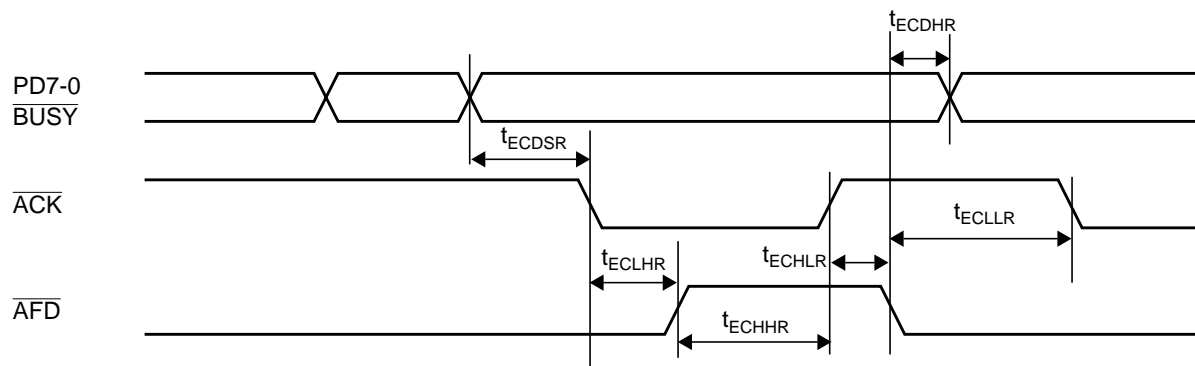 tECDHR
PD7-0
BUSY
tECDSR
ACK
tECLLR
tECLHR
tECHLR
AFD
tECHHR